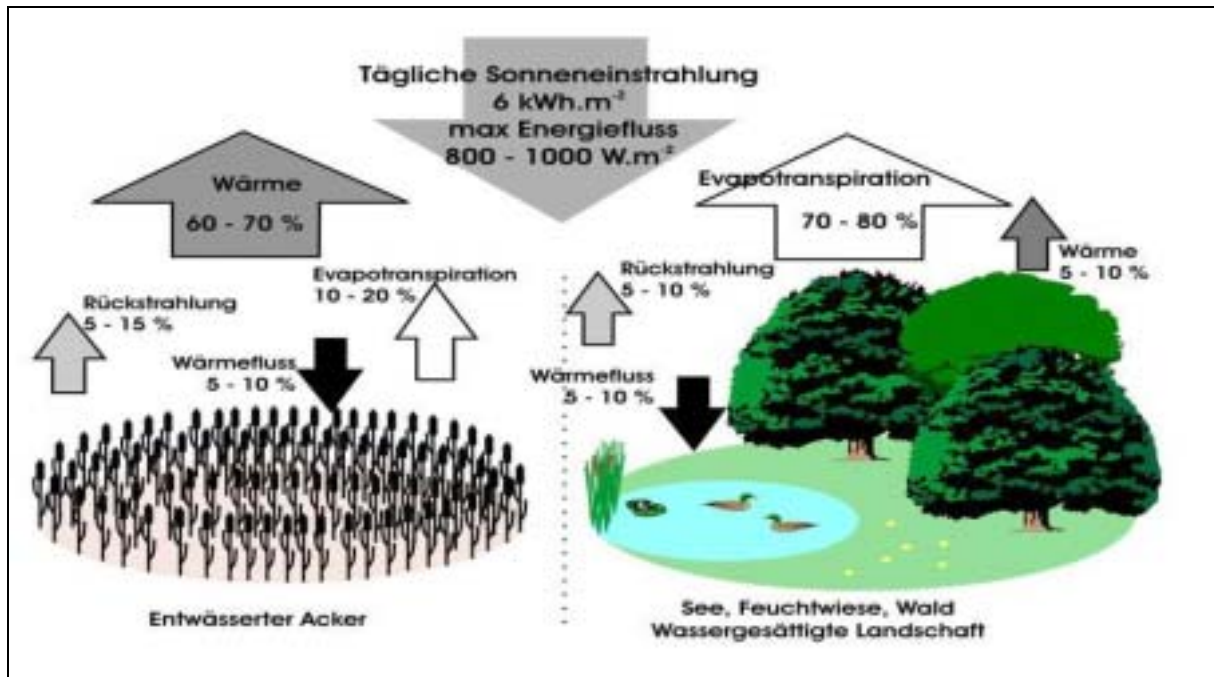 Tägliche Sonneneinstrahlung
6 kWh.m⁻²
max Energiefluss
800 - 1000 W.m⁻²
Wärme
60 - 70 %
Evapotranspiration
70 - 80 %
Wärme
5 - 10 %
Rückstrahlung
5 - 15 %
Evapotranspiration
10 - 20 %
Wärmefluss
5 - 10 %
Rückstrahlung
5 - 10 %
Wärmefluss
5 - 10 %
Entwässerter Acker
See, Feuchtwiese, Wald
Wassergesättigte Landschaft